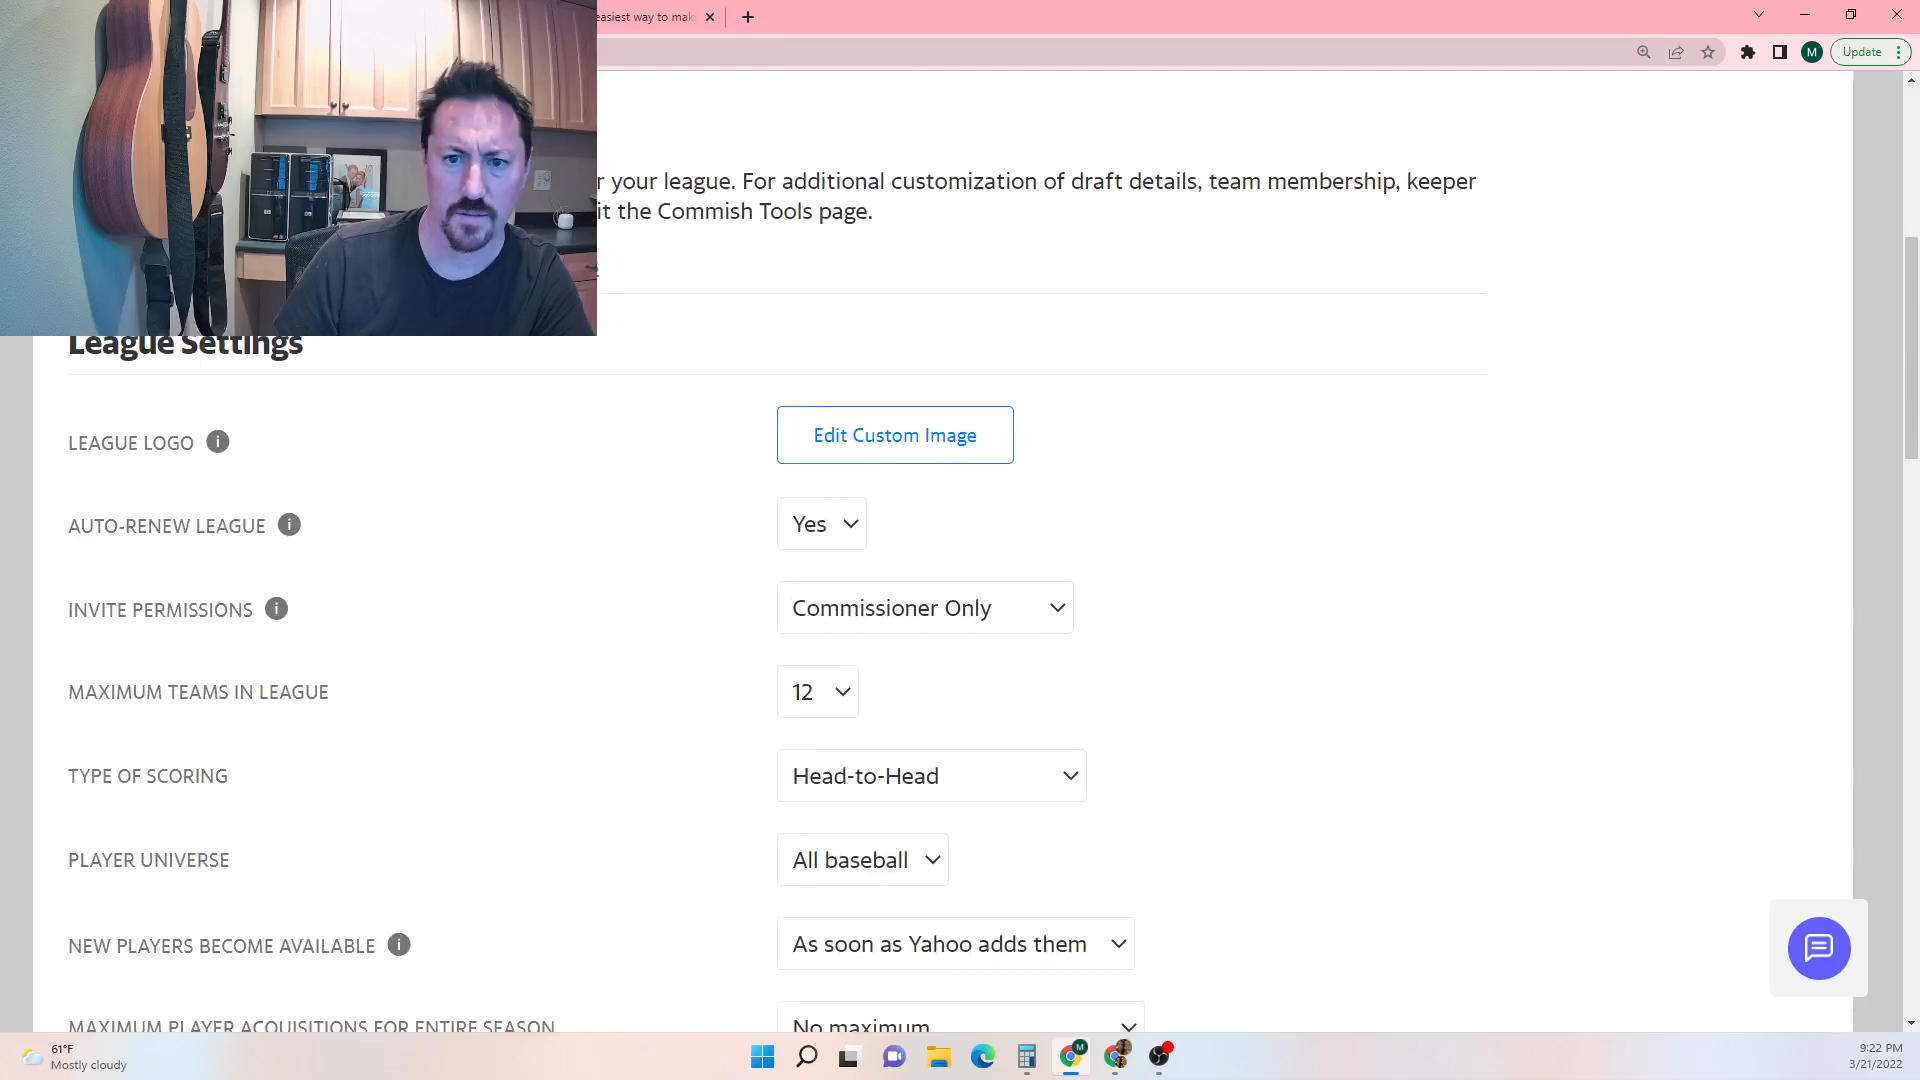 easiest way to mak
M
Update
r your league. For additional customization of draft details, team membership, keeper
it the Commish Tools page.
League Settings
LEAGUE LOGO i
Edit Custom Image
AUTO-RENEW LEAGUE i
Yes
INVITE PERMISSIONS i
Commissioner Only
MAXIMUM TEAMS IN LEAGUE
12
TYPE OF SCORING
Head-to-Head
PLAYER UNIVERSE
All baseball
NEW PLAYERS BECOME AVAILABLE i
As soon as Yahoo adds them
MAXIMUM PLAYER ACQUISITIONS FOR ENTIRE SEASON
No maximum
61°F
Mostly cloudy
M
9:22 PM
3/21/2022